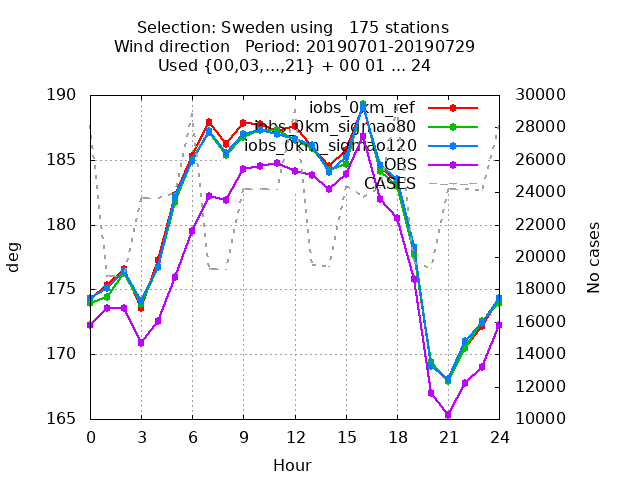 Selection: Sweden using   175 stations
Wind direction   Period: 20190701-20190729
Used {00,03,...,21} + 00 01 ... 24
190
185
180
175
170
165
deg
30000
28000
26000
24000
22000
20000
18000
16000
14000
12000
10000
No cases
iobs_0km_ref
iobs_0km_sigmao80
iobs_0km_sigmao120
OBS
CASES
0 3 6 9 12 15 18 21 24
Hour